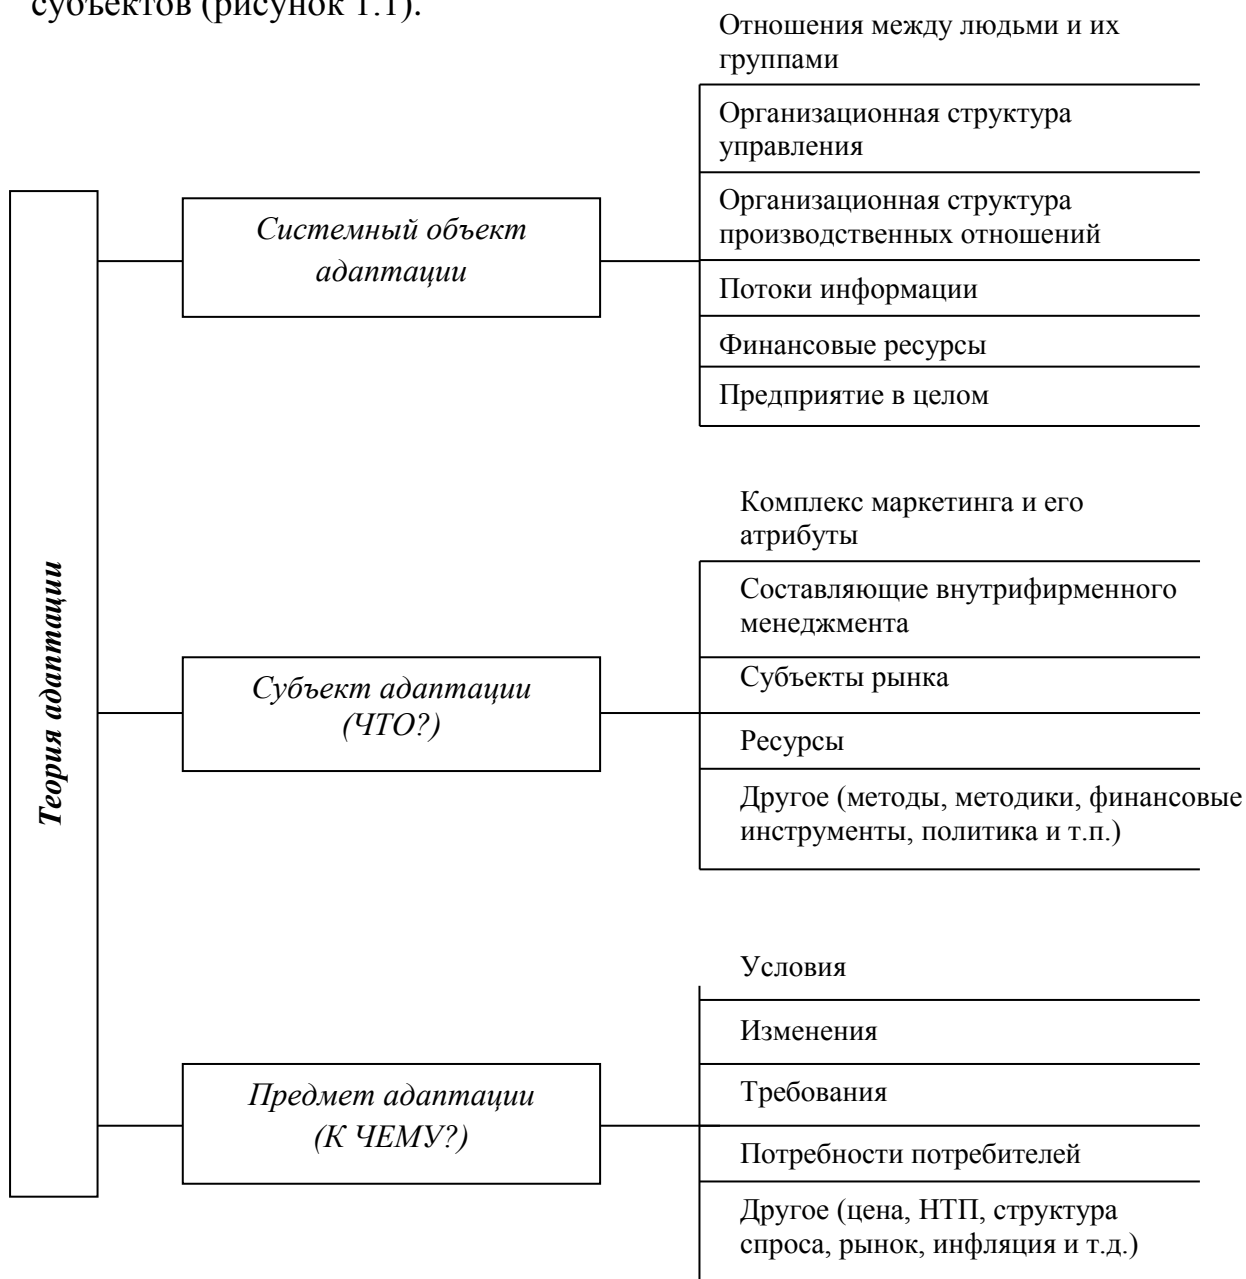 субъектов (рисунок 1.1).
Теория адаптации
Системный объект
адаптации
Отношения между людьми и их
группами
Организационная структура
управления
Организационная структура
производственных отношений
Потоки информации
Финансовые ресурсы
Предприятие в целом
Субъект адаптации
(ЧТО?)
Комплекс маркетинга и его
атрибуты
Составляющие внутрифирменного
менеджмента
Субъекты рынка
Ресурсы
Другое (методы, методики, финансовые
инструменты, политика и т.п.)
Предмет адаптации
(К ЧЕМУ?)
Условия
Изменения
Требования
Потребности потребителей
Другое (цена, НТП, структура
спроса, рынок, инфляция и т.д.)